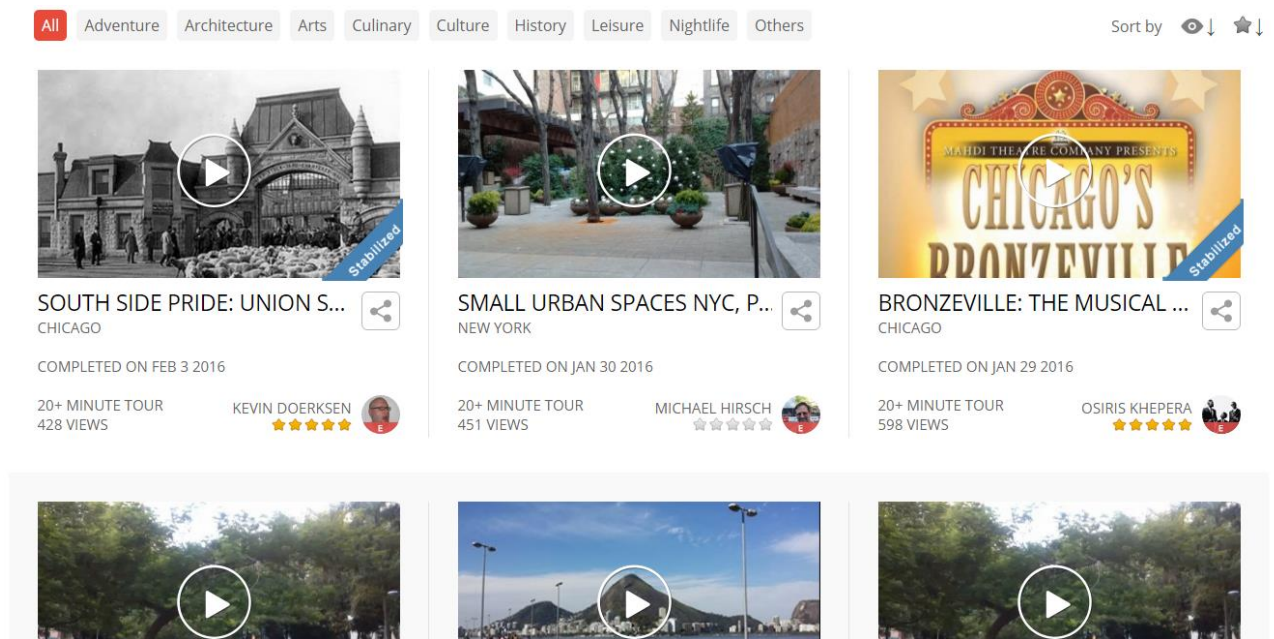 All Adventure Architecture Arts Culinary Culture History Leisure Nightlife Others Sort by
Stabilized
MAHDI THEATRE COMPANY PRESENTS
CHICAGO'S
BRONZEVILLE
Stabilized
SOUTH SIDE PRIDE: UNION S...
CHICAGO
COMPLETED ON FEB 3 2016
20+ MINUTE TOUR
428 VIEWS
KEVIN DOERKSEN
E
SMALL URBAN SPACES NYC, P...
NEW YORK
COMPLETED ON JAN 30 2016
20+ MINUTE TOUR
451 VIEWS
MICHAEL HIRSCH
E
BRONZEVILLE: THE MUSICAL ...
CHICAGO
COMPLETED ON JAN 29 2016
20+ MINUTE TOUR
598 VIEWS
OSIRIS KHEPERA
E